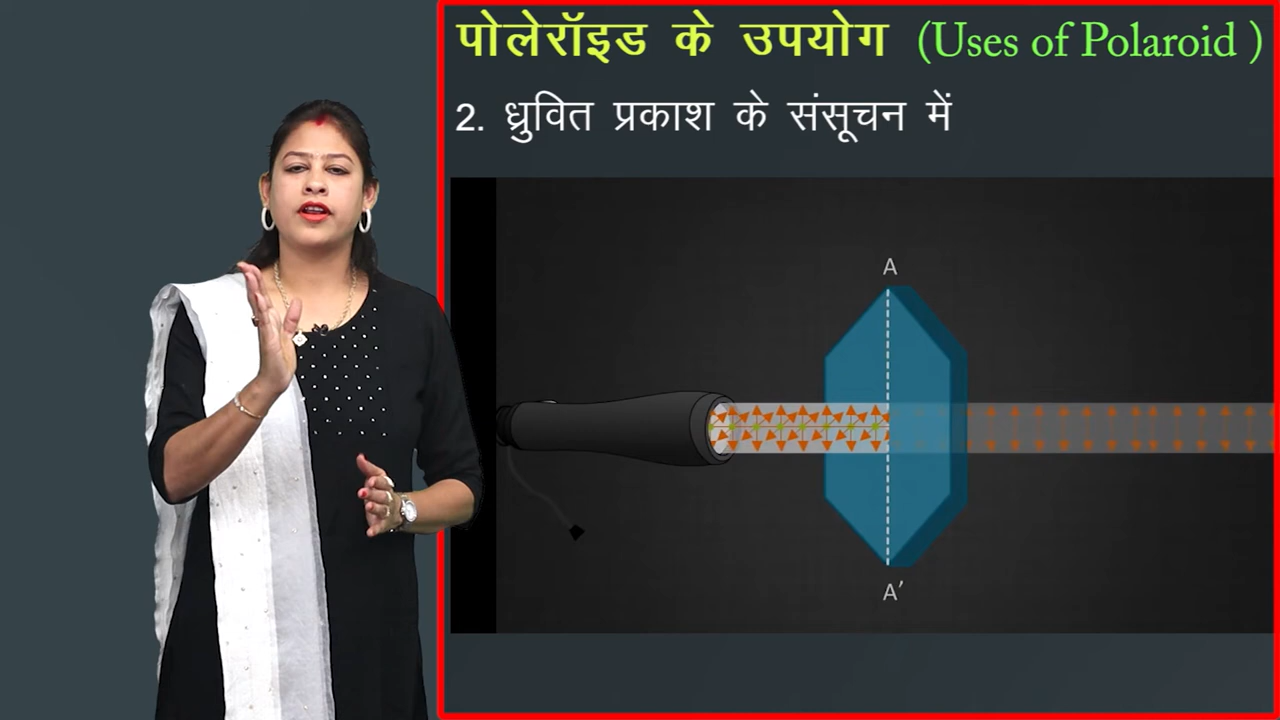 पोलेरॉइड के उपयोग (Uses of Polaroid )
2. ध्रुवित प्रकाश के संसूचन में
A
A′